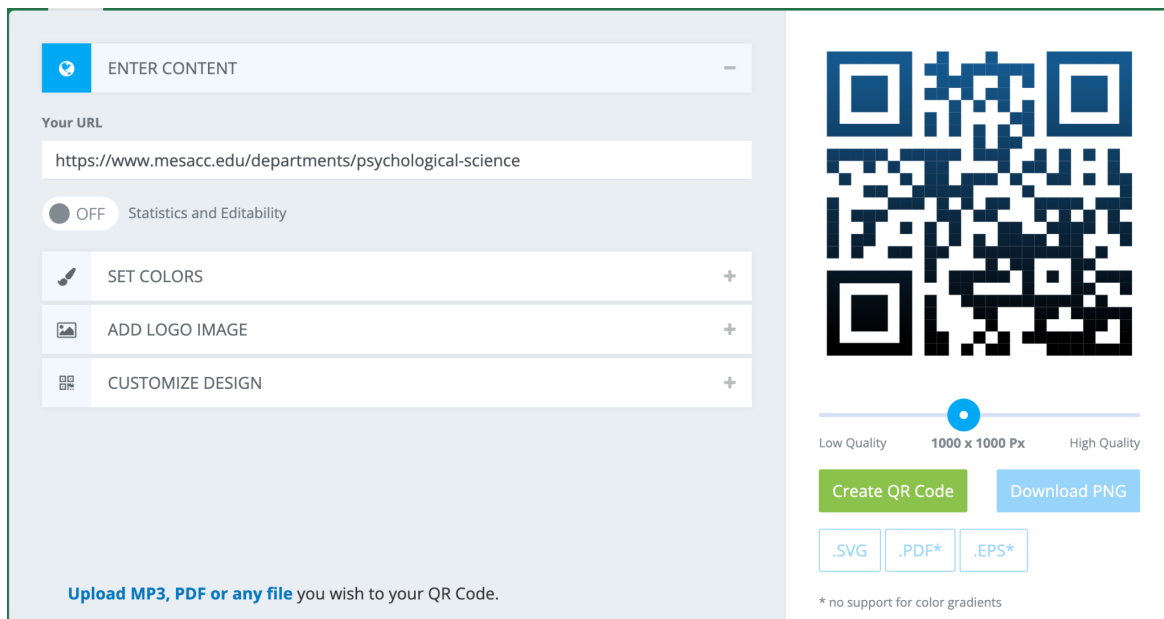 ENTER CONTENT
Your URL
https://www.mesacc.edu/departments/psychological-science
OFF Statistics and Editability
SET COLORS
ADD LOGO IMAGE
CUSTOMIZE DESIGN
Upload MP3, PDF or any file you wish to your QR Code.
Low Quality 1000 x 1000 Px High Quality
Create QR Code Download PNG
.SVG .PDF* .EPS*
* no support for color gradients